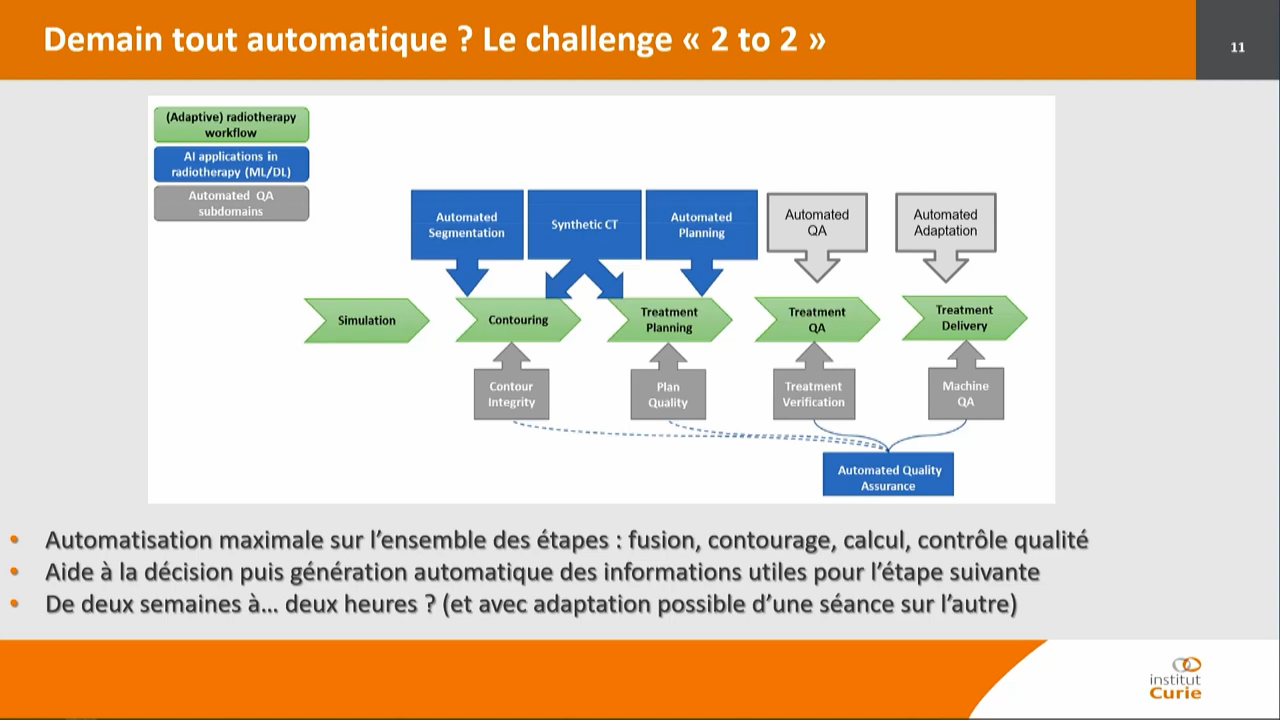 Demain tout automatique ? Le challenge « 2 to 2 »
11
(Adaptive) radiotherapy
workflow
AI applications in
radiotherapy (ML/DL)
Automated QA
subdomains
Automated
Segmentation
Synthetic CT
Automated
Planning
Automated
QA
Automated
Adaptation
Simulation
Contouring
Treatment
Planning
Treatment
QA
Treatment
Delivery
Contour
Integrity
Plan
Quality
Treatment
Verification
Machine
QA
Automated Quality
Assurance
• Automatisation maximale sur l’ensemble des étapes : fusion, contourage, calcul, contrôle qualité
• Aide à la décision puis génération automatique des informations utiles pour l’étape suivante
• De deux semaines à… deux heures ? (et avec adaptation possible d’une séance sur l’autre)
institut
Curie